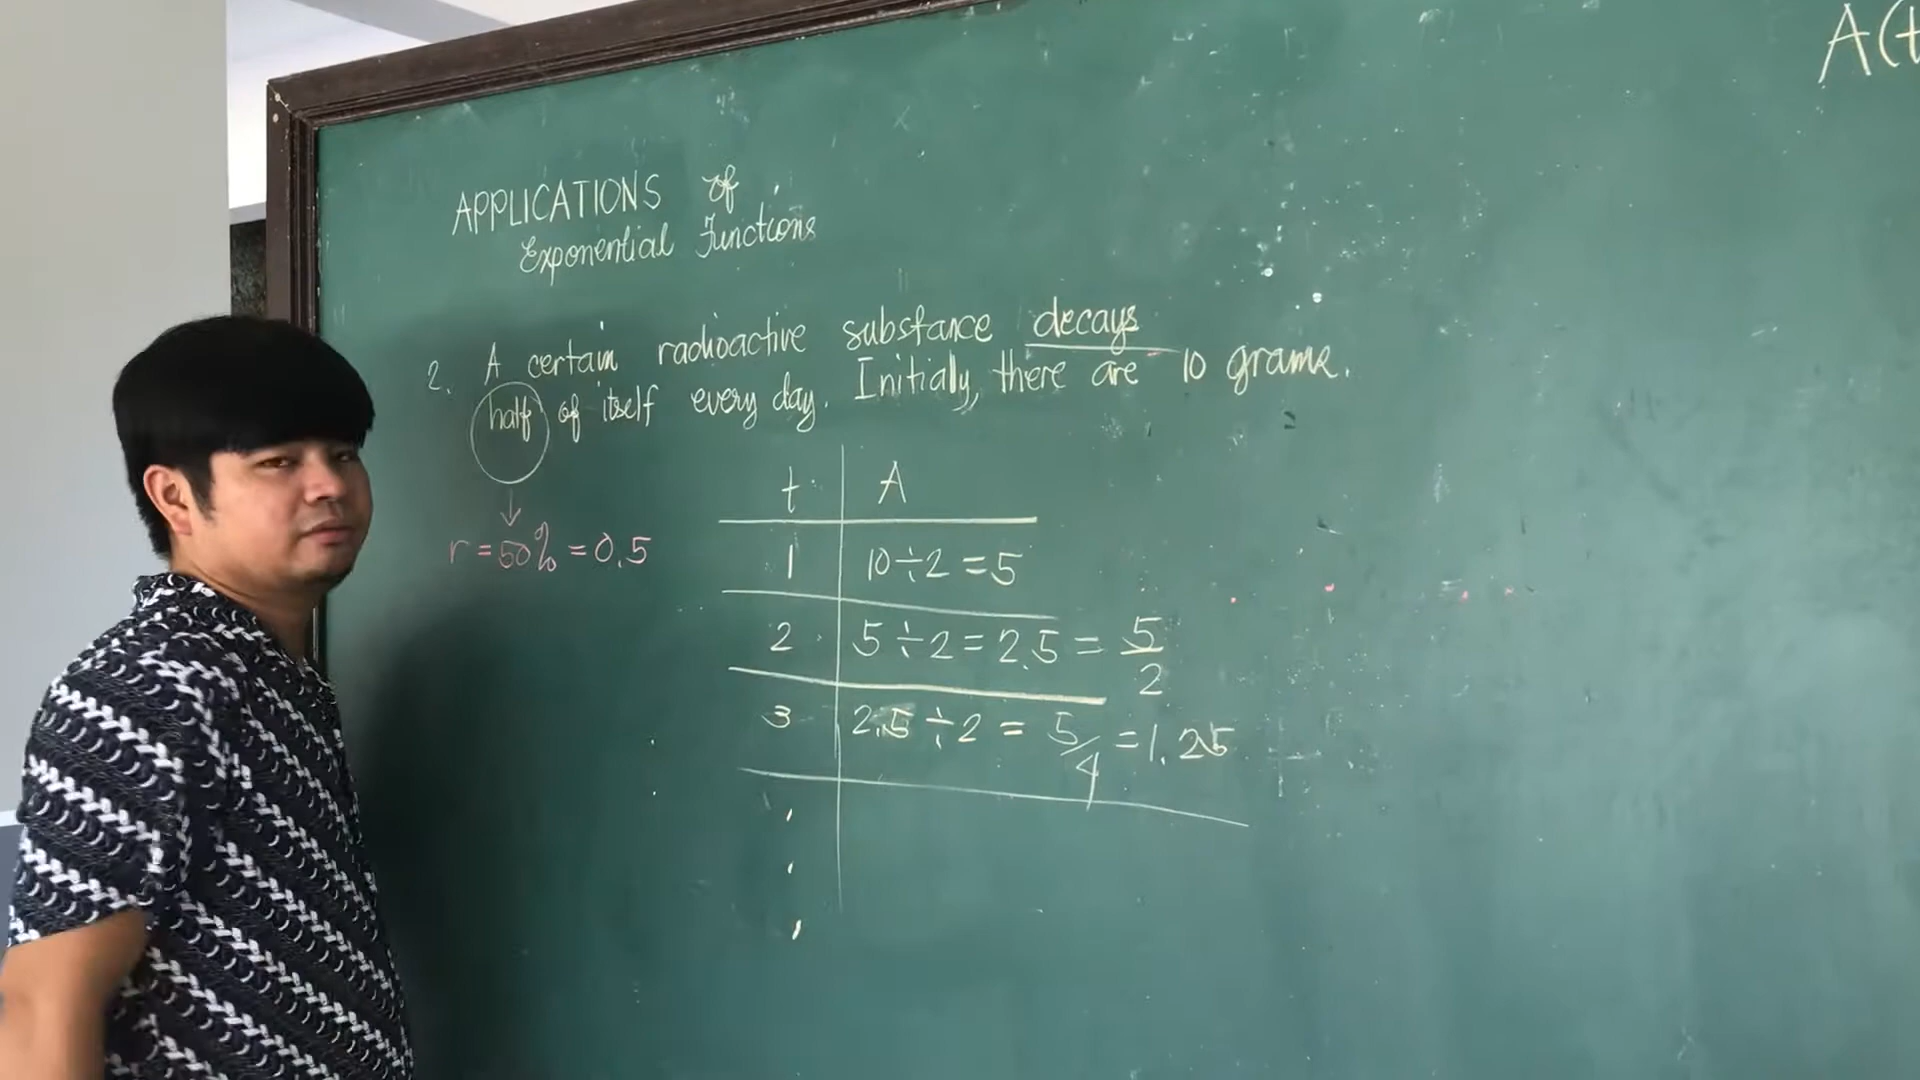 A(t
APPLICATIONS of
Exponential Functions
2. A certain radioactive substance decays
half of itself every day. Initially, there are 10 grams.
r = 50% = 0.5
t A
1 10 ÷ 2 = 5
2 5 ÷ 2 = 2.5 = 5/2
3 2.5 ÷ 2 = 5/4 = 1.25